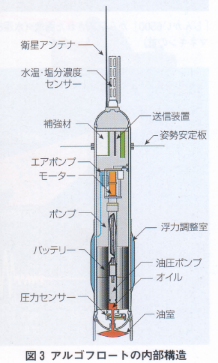 衛星アンテナ
水温・塩分濃度
センサー
補強材
送信装置
姿勢安定板
エアポンプ
モーター
ポンプ
浮力調整室
バッテリー
油圧ポンプ
オイル
圧力センサー
油室
図3 アルゴフロートの内部構造